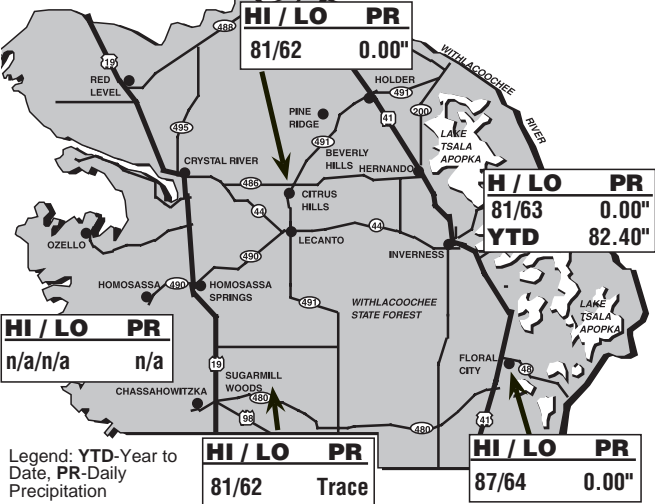 HI / LO PR
81/62 0.00"
488
19
RED
LEVEL
WITHLACOOCHEE
RIVER
HOLDER
491
200
PINE
RIDGE
41
495
491
BEVERLY
HILLS
LAKE
TSALA
APOPKA
CRYSTAL RIVER
HERNANDO
486
CITRUS
HILLS
HI / LO PR
81/63 0.00"
YTD 82.40"
44
44
OZELLO
LECANTO
INVERNESS
490
HOMOSASSA
490
HOMOSASSA
SPRINGS
491
WITHLACOOCHEE
STATE FOREST
LAKE
TSALA
APOPKA
HI / LO PR
n/a/n/a n/a
19
FLORAL
CITY
48
SUGARMILL
WOODS
CHASSAHOWITZKA
480
98
480
41
Legend: YTD-Year to
Date, PR-Daily
Precipitation
HI / LO PR
81/62 Trace
HI / LO PR
87/64 0.00"